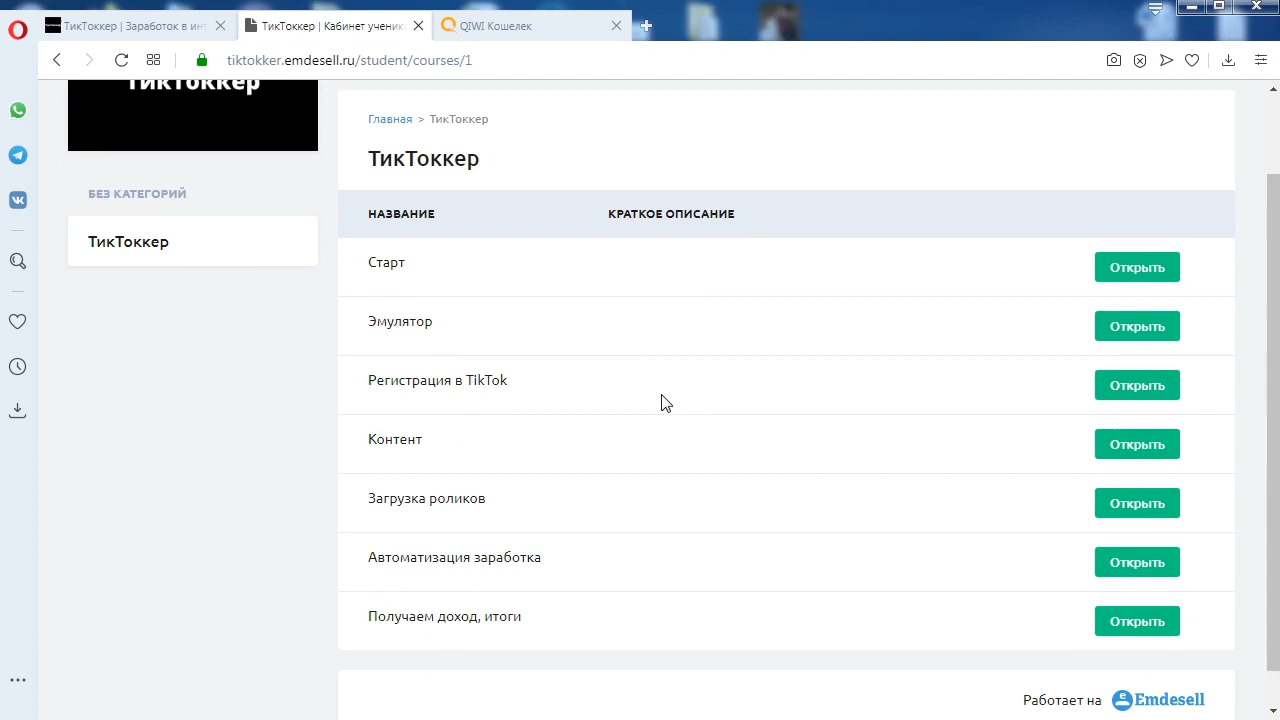 ТикТоккер | Заработок в инт
ТикТоккер | Кабинет ученик
QIWI Кошелек
tiktokker.emdesell.ru/student/courses/1
ТикТоккер
БЕЗ КАТЕГОРИЙ
ТикТоккер
Главная > ТикТоккер
ТикТоккер
НАЗВАНИЕ КРАТКОЕ ОПИСАНИЕ
Старт Открыть
Эмулятор Открыть
Регистрация в TikTok Открыть
Контент Открыть
Загрузка роликов Открыть
Автоматизация заработка Открыть
Получаем доход, итоги Открыть
Работает на Emdesell